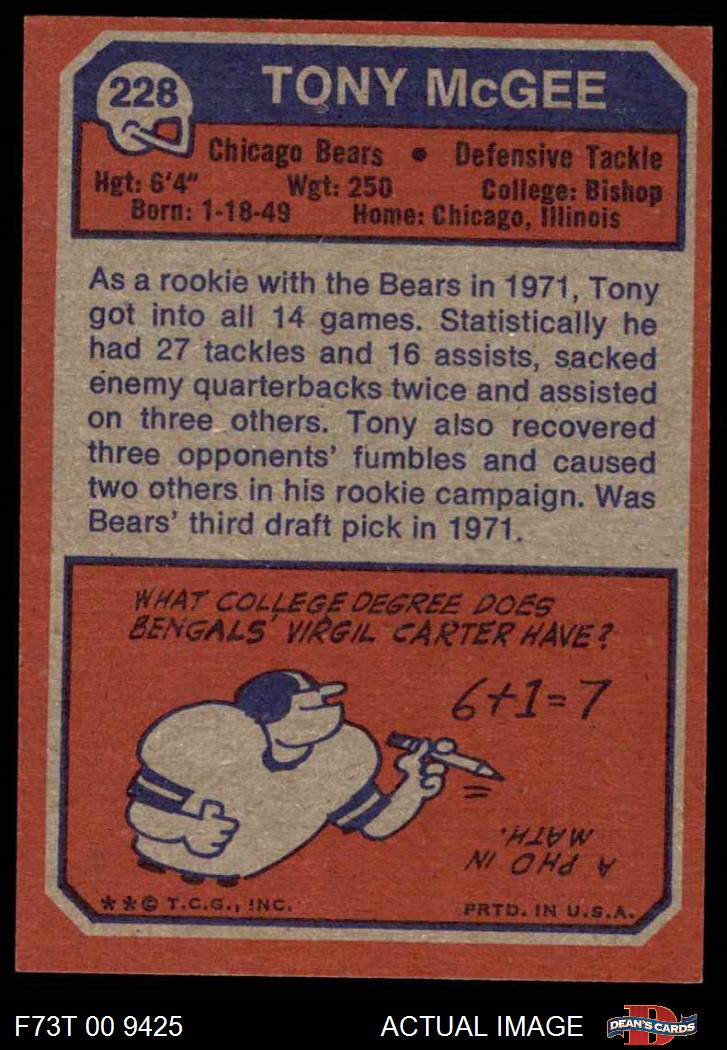 228
TONY McGEE
Chicago Bears • Defensive Tackle
Hgt: 6'4" Wgt: 250 College: Bishop
Born: 1-18-49 Home: Chicago, Illinois
As a rookie with the Bears in 1971, Tony
got into all 14 games. Statistically he
had 27 tackles and 16 assists, sacked
enemy quarterbacks twice and assisted
on three others. Tony also recovered
three opponents' fumbles and caused
two others in his rookie campaign. Was
Bears' third draft pick in 1971.
WHAT COLLEGE DEGREE DOES
BENGALS' VIRGIL CARTER HAVE?
6+1=7
A PHD IN
MATH.
**© T.C.G., INC. PRTD. IN U.S.A.
F73T 00 9425 ACTUAL IMAGE
D
DEAN'S CARDS